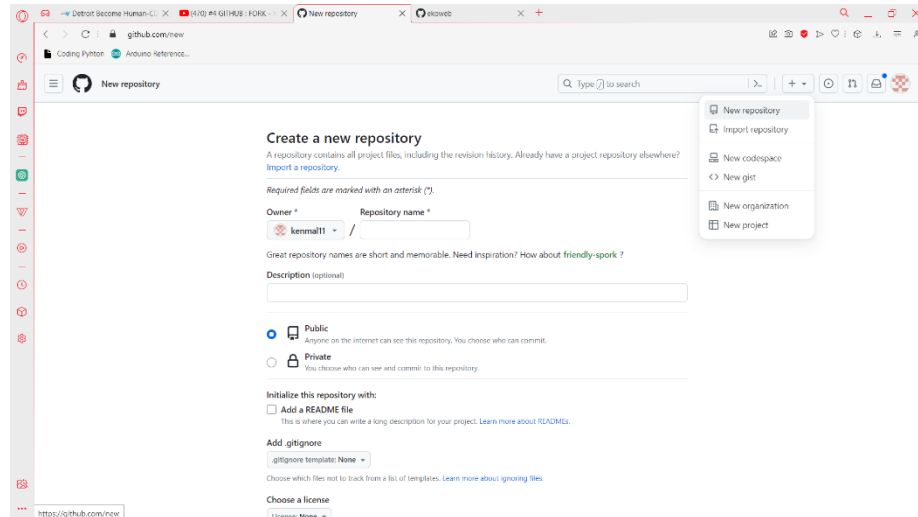 Detroit Become Human-C
(470) #4 GITHUB : FORK -
New repository
ekoweb
github.com/new
Coding Pyhton
Arduino Reference...
New repository
Type / to search
New repository
Import repository
New codespace
New gist
New organization
New project
Create a new repository
A repository contains all project files, including the revision history. Already have a project repository elsewhere?
Import a repository.
Required fields are marked with an asterisk (*).
Owner * Repository name *
kenmal11 /
Great repository names are short and memorable. Need inspiration? How about friendly-spork ?
Description (optional)
Public
Anyone on the internet can see this repository. You choose who can commit.
Private
You choose who can see and commit to this repository.
Initialize this repository with:
Add a README file
This is where you can write a long description for your project. Learn more about READMEs.
Add .gitignore
.gitignore template: None
Choose which files not to track from a list of templates. Learn more about ignoring files.
Choose a license
License: None
https://github.com/new